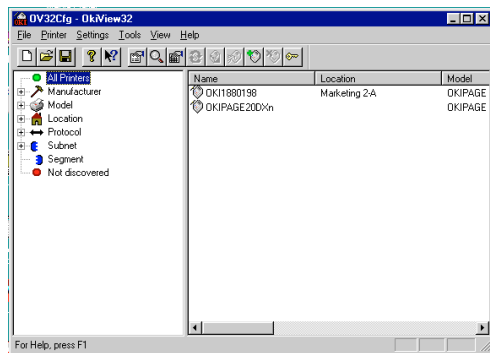 OV32Cfg - OkiView32
File Printer Settings Tools View Help
All Printers
Manufacturer
Model
Location
Protocol
Subnet
Segment
Not discovered
Name Location Model
OKI1880198 Marketing 2-A OKIPAGE
OKIPAGE20DXn OKIPAGE
For Help, press F1